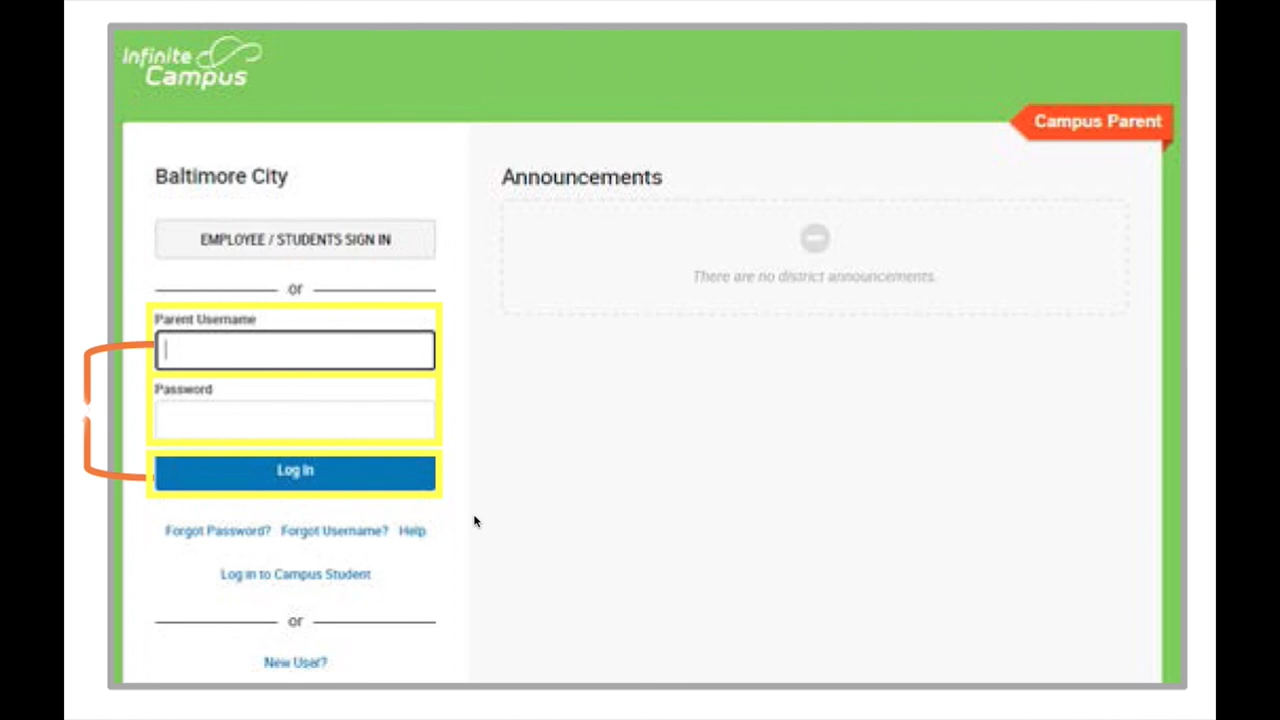 Infinite
Campus
Campus Parent
Baltimore City
EMPLOYEE / STUDENTS SIGN IN
or
Parent Username
Password
Log In
Forgot Password? Forgot Username? Help
Log in to Campus Student
or
New User?
Announcements
There are no district announcements.